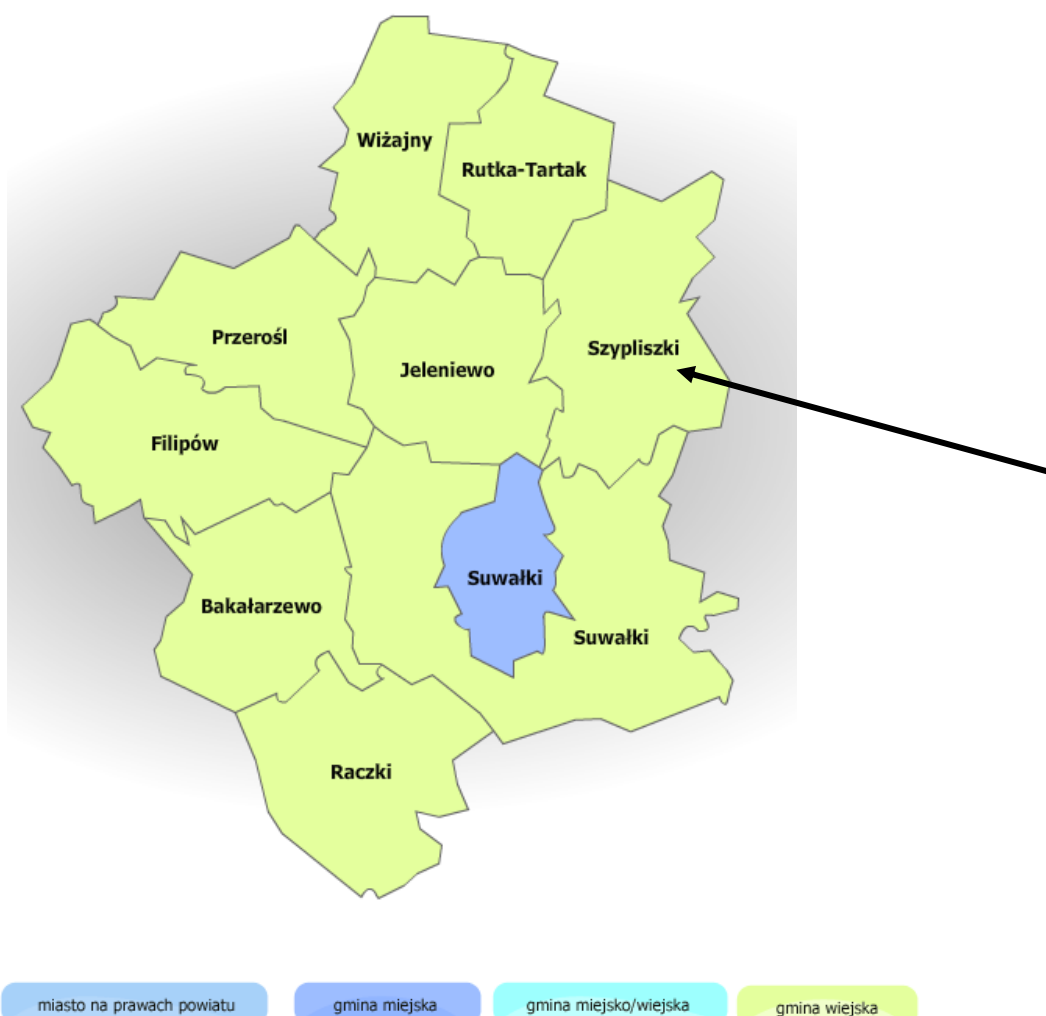 Wiżajny
Rutka-Tartak
Przerośl
Szypliszki
Jeleniewo
Filipów
Suwałki
Bakałarzewo
Suwałki
Raczki
miasto na prawach powiatu
gmina miejska
gmina miejsko/wiejska
gmina wiejska